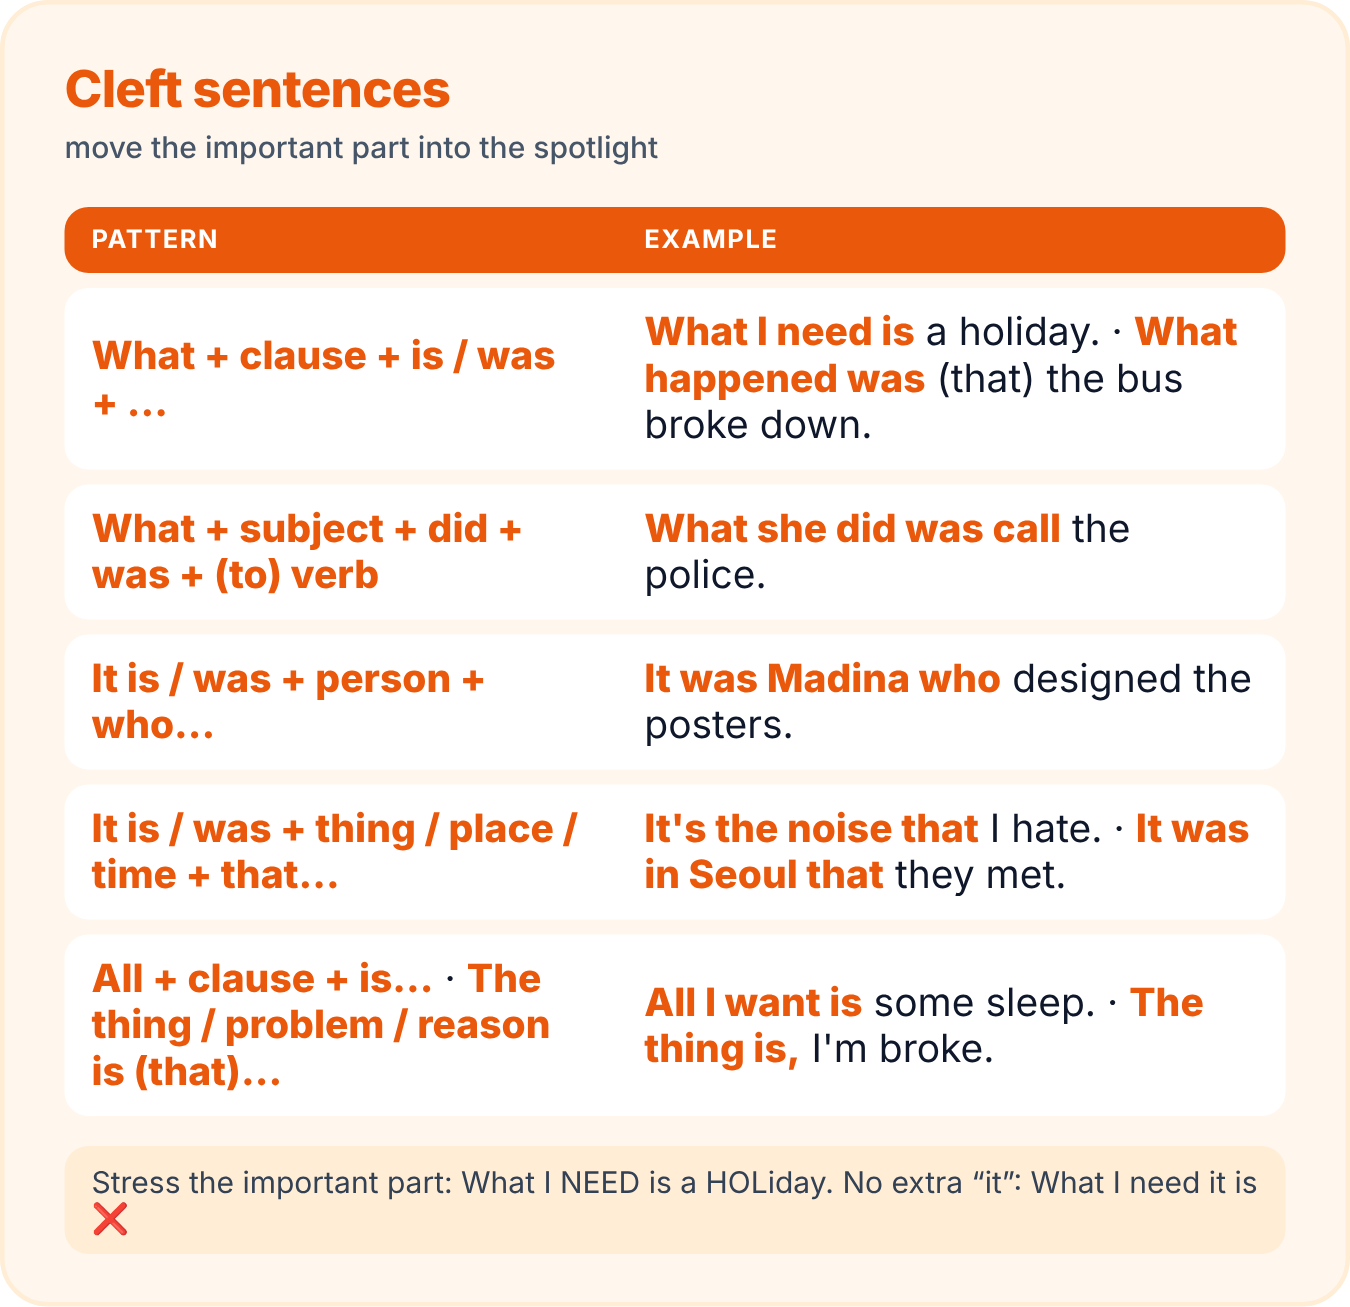 Cleft sentences
move the important part into the spotlight
PATTERN
EXAMPLE
What + clause + is / was
+ …
What I need is a holiday. · What
happened was (that) the bus
broke down.
What + subject + did +
was + (to) verb
What she did was call the
police.
It is / was + person +
who…
It was Madina who designed the
posters.
It is / was + thing / place /
time + that…
It's the noise that I hate. · It was
in Seoul that they met.
All + clause + is… · The
thing / problem / reason
is (that)…
All I want is some sleep. · The
thing is, I'm broke.
Stress the important part: What I NEED is a HOLiday. No extra “it”: What I need it is
❌